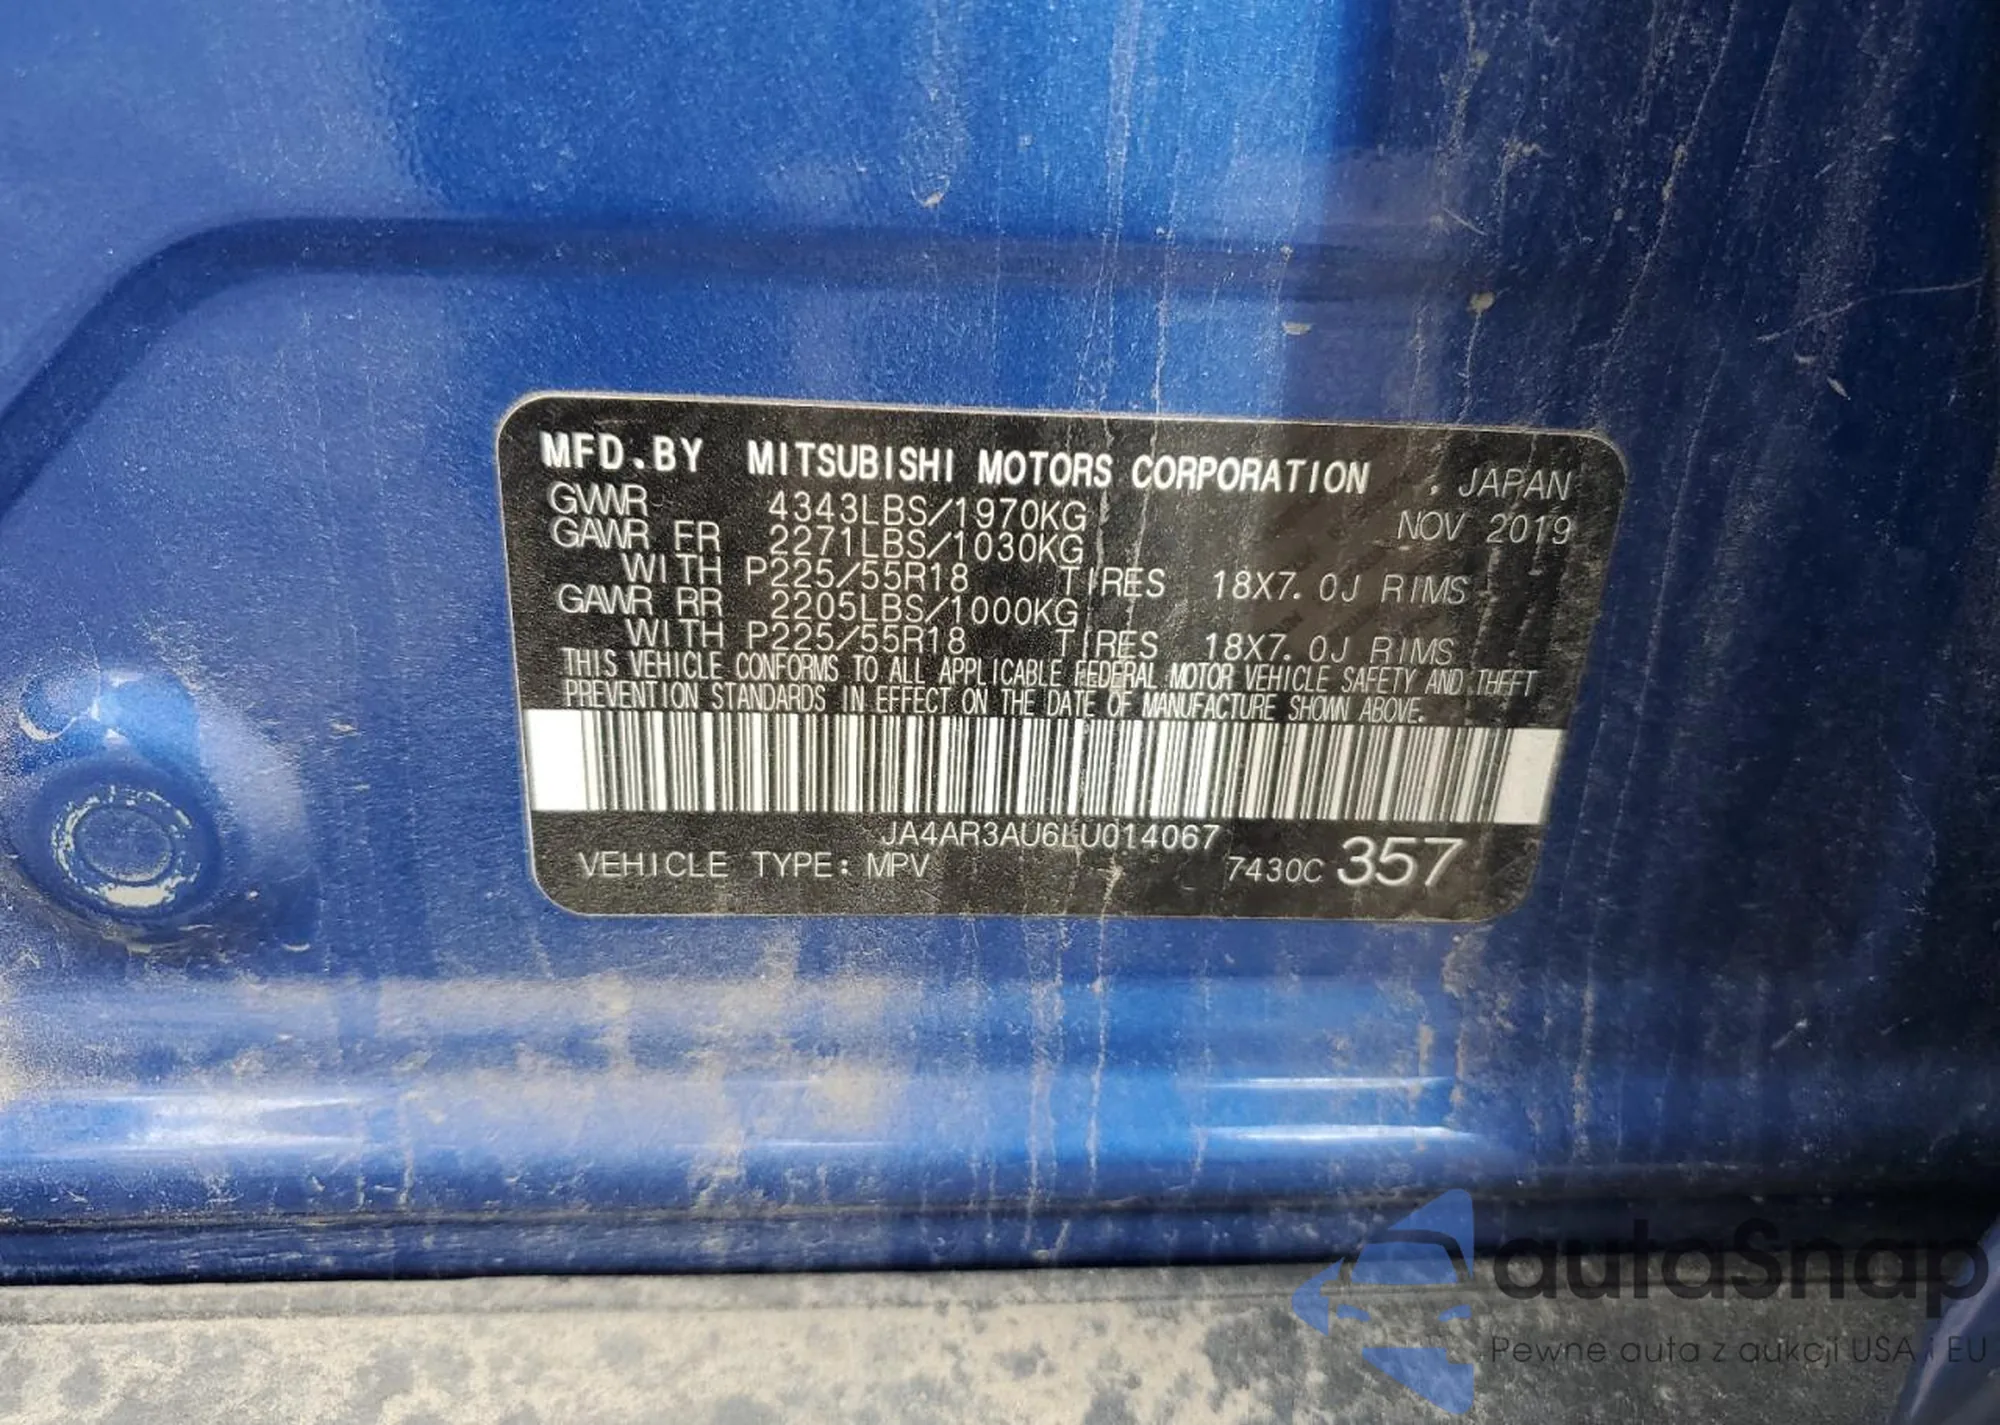 MFD.BY MITSUBISHI MOTORS CORPORATION . JAPAN
GVWR 4343LBS/1970KG NOV 2019
GAWR FR 2271LBS/1030KG
WITH P225/55R18 TIRES 18X7.0J RIMS
GAWR RR 2205LBS/1000KG
WITH P225/55R18 TIRES 18X7.0J RIMS
THIS VEHICLE CONFORMS TO ALL APPLICABLE FEDERAL MOTOR VEHICLE SAFETY AND THEFT
PREVENTION STANDARDS IN EFFECT ON THE DATE OF MANUFACTURE SHOWN ABOVE.
JA4AR3AU6LU014067
VEHICLE TYPE: MPV 7430C 357
autoSnap
Pewne auta z aukcji USA i EU